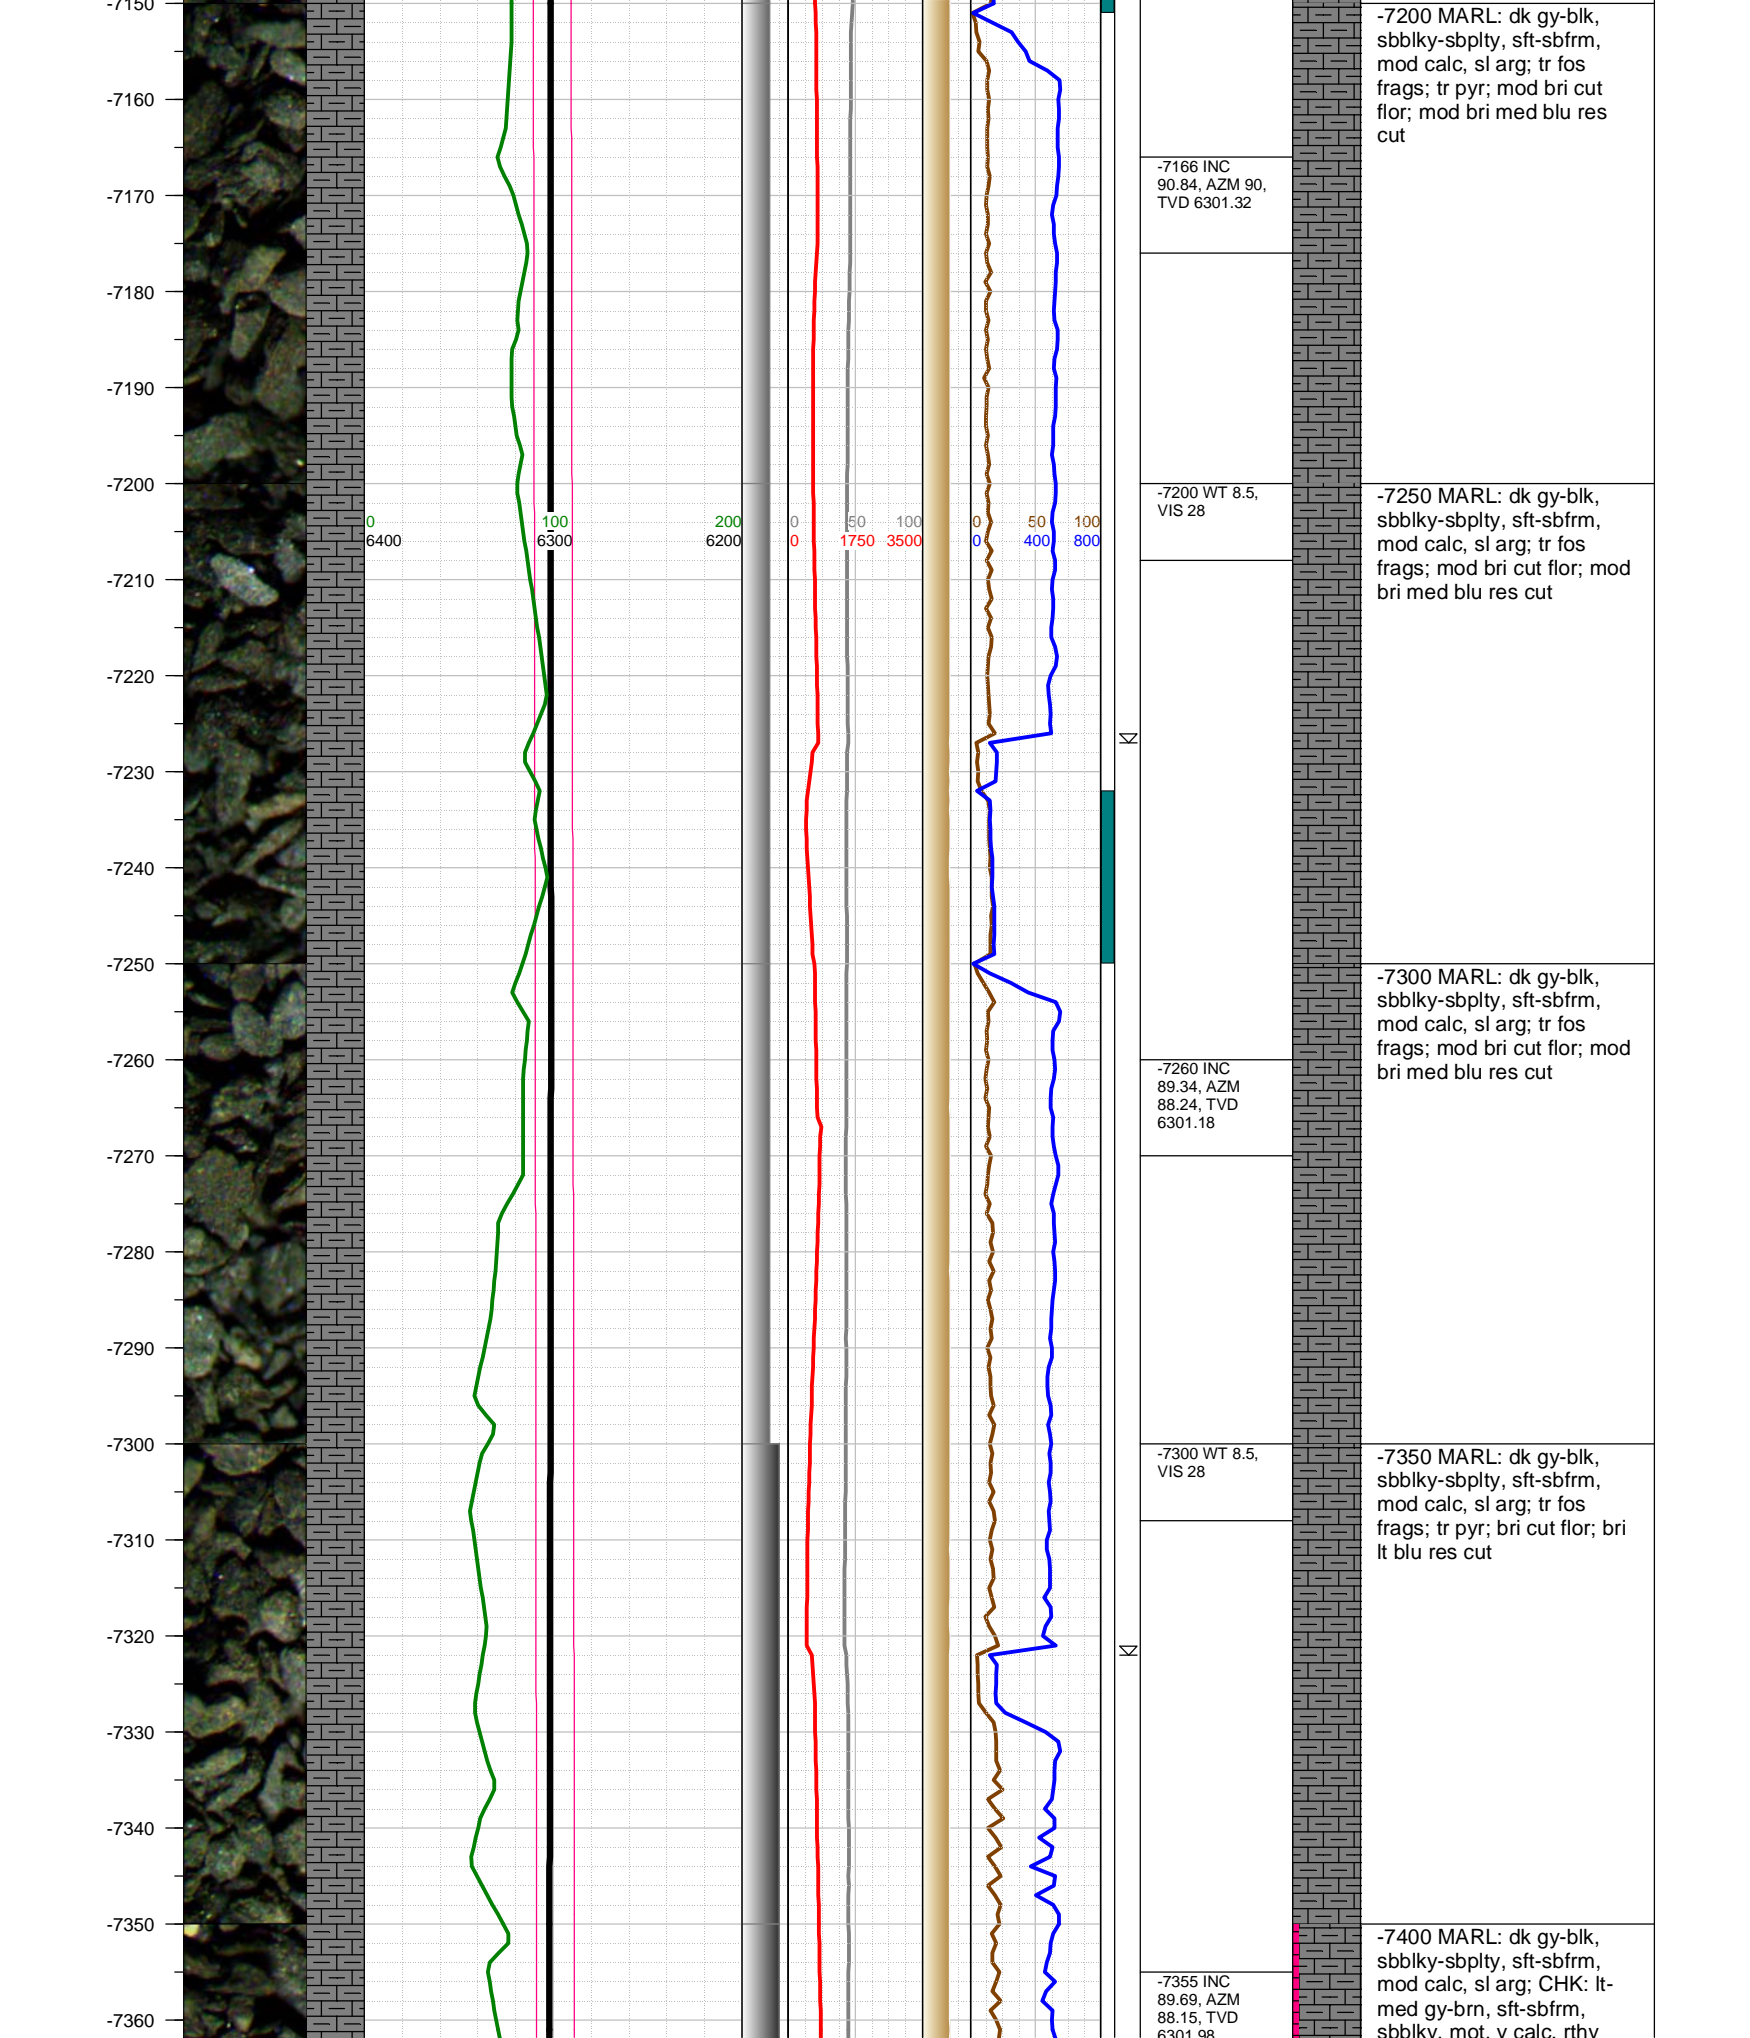 -7150
-7200 MARL: dk gy-blk,
sbblky-sbplty, sft-sbfrm,
mod calc, sl arg; tr fos
frags; tr pyr; mod bri cut
flor; mod bri med blu res
cut
-7160
-7166 INC
90.84, AZM 90,
TVD 6301.32
-7170
-7180
-7190
-7200
-7200 WT 8.5,
VIS 28
-7250 MARL: dk gy-blk,
sbblky-sbplty, sft-sbfrm,
mod calc, sl arg; tr fos
frags; mod bri cut flor; mod
bri med blu res cut
0 100 200 0 50 100 0 50 100
6400 6300 6200 0 1750 3500 0 400 800
-7210
-7220
-7230
-7240
-7250
-7300 MARL: dk gy-blk,
sbblky-sbplty, sft-sbfrm,
mod calc, sl arg; tr fos
frags; mod bri cut flor; mod
bri med blu res cut
-7260
-7260 INC
89.34, AZM
88.24, TVD
6301.18
-7270
-7280
-7290
-7300
-7300 WT 8.5,
VIS 28
-7350 MARL: dk gy-blk,
sbblky-sbplty, sft-sbfrm,
mod calc, sl arg; tr fos
frags; tr pyr; bri cut flor; bri
lt blu res cut
-7310
-7320
-7330
-7340
-7350
-7400 MARL: dk gy-blk,
sbblky-sbplty, sft-sbfrm,
mod calc, sl arg; CHK: lt-
med gy-brn, sft-sbfrm,
sbblky, mot, v calc, rthy
-7355 INC
89.69, AZM
88.15, TVD
6301.98
-7360